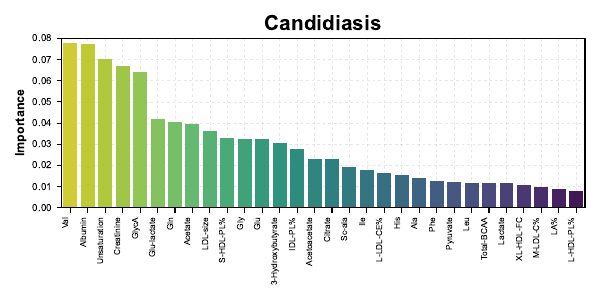 Candidiasis
Importance
0.08
0.07
0.06
0.05
0.04
0.03
0.02
0.01
0.00
Val
Albumin
Unsaturation
Creatinine
GlycA
Glu-lactate
Gln
Acetate
LDL-size
S-HDL-PL%
Gly
Glu
3-Hydroxybutyrate
IDL-PL%
Acetoacetate
Citrate
Sc-ala
Ile
L-LDL-CE%
His
Ala
Phe
Pyruvate
Leu
Total-BCAA
Lactate
XL-HDL-FC
M-LDL-C%
LA%
L-HDL-PL%